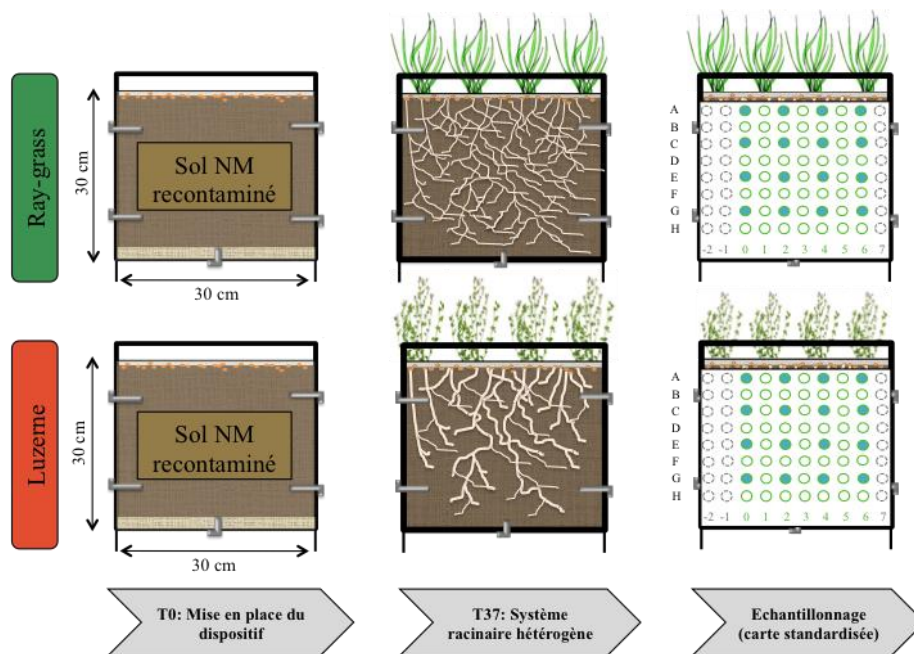 Ray-grass
30 cm
Sol NM
recontaminé
30 cm
A
B
C
D
E
F
G
H
-2 -1 0 1 2 3 4 5 6 7
Luzerne
30 cm
Sol NM
recontaminé
30 cm
A
B
C
D
E
F
G
H
-2 -1 0 1 2 3 4 5 6 7
T0: Mise en place du
dispositif
T37: Système
racinaire hétérogène
Echantillonnage
(carte standardisée)